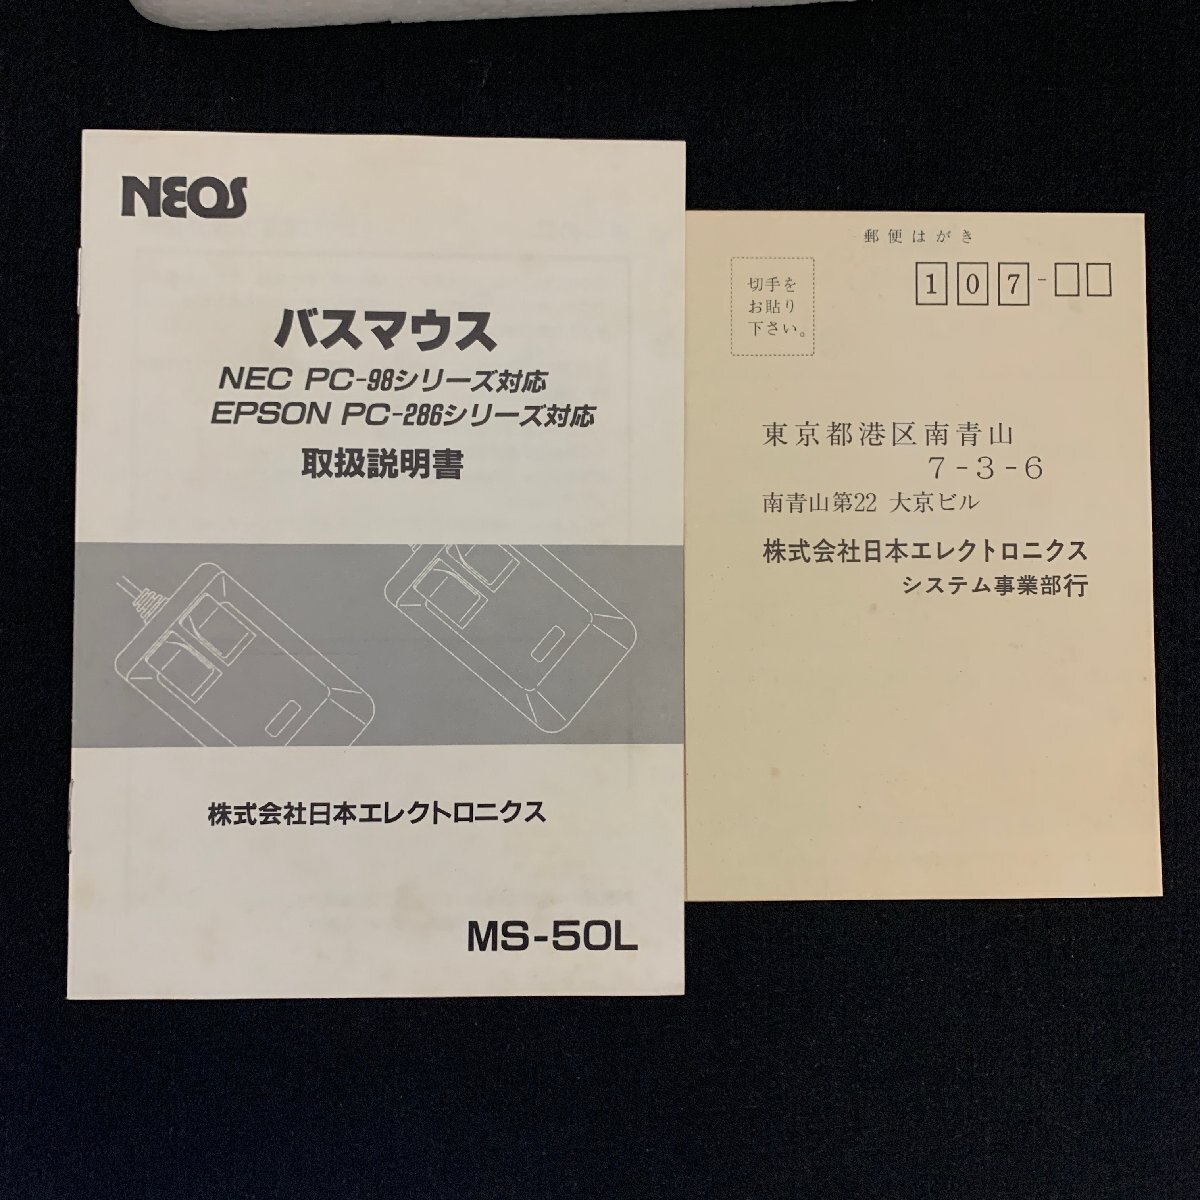 NEOS
バスマウス
NEC PC-98シリーズ対応
EPSON PC-286シリーズ対応
取扱説明書
株式会社日本エレクトロニクス
MS-50L
郵便はがき
切手を
お貼り
下さい。
107-
東京都港区南青山
7-3-6
南青山第22 大京ビル
株式会社日本エレクトロニクス
システム事業部行